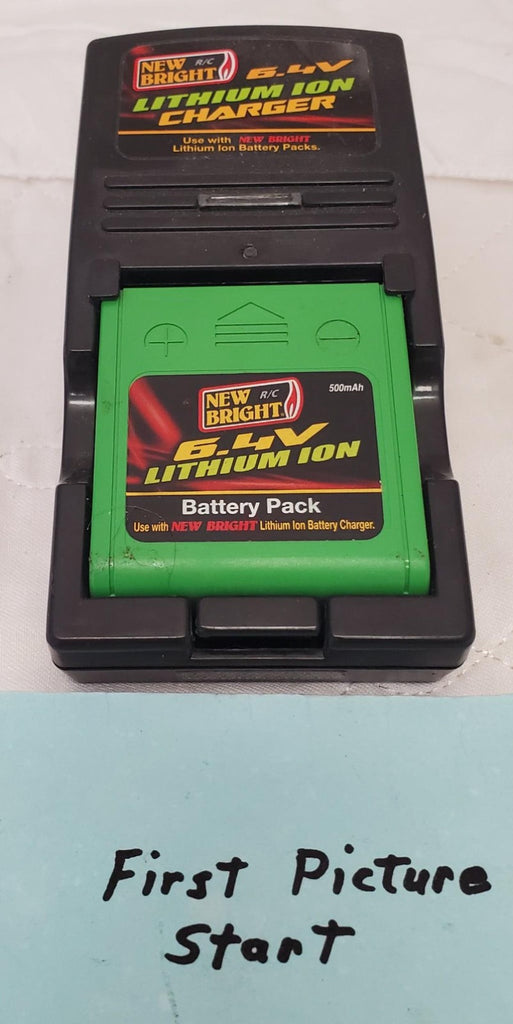 NEW BRIGHT R/C
6.4V
LITHIUM ION
CHARGER
Use with NEW BRIGHT
Lithium Ion Battery Packs.
+
−
NEW BRIGHT R/C
500mAh
6.4V
LITHIUM ION
Battery Pack
Use with NEW BRIGHT Lithium Ion Battery Charger.
First Picture
Start